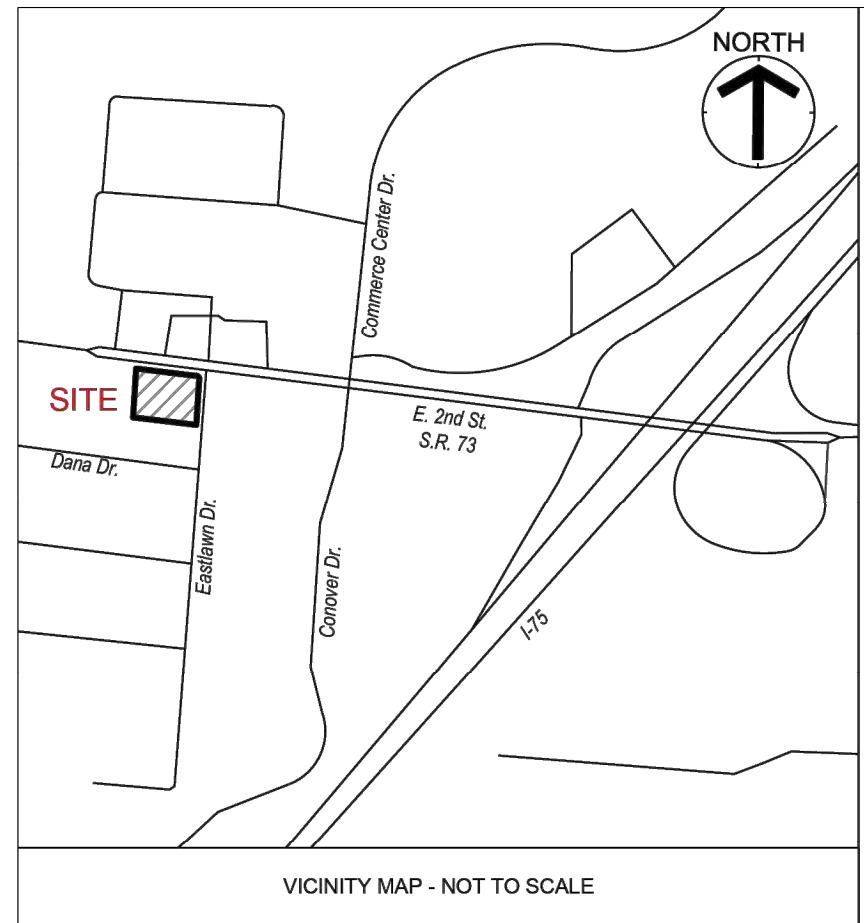 NORTH
Commerce Center Dr.
SITE
E. 2nd St.
S.R. 73
Dana Dr.
Eastlawn Dr.
Conover Dr.
I-75
VICINITY MAP - NOT TO SCALE